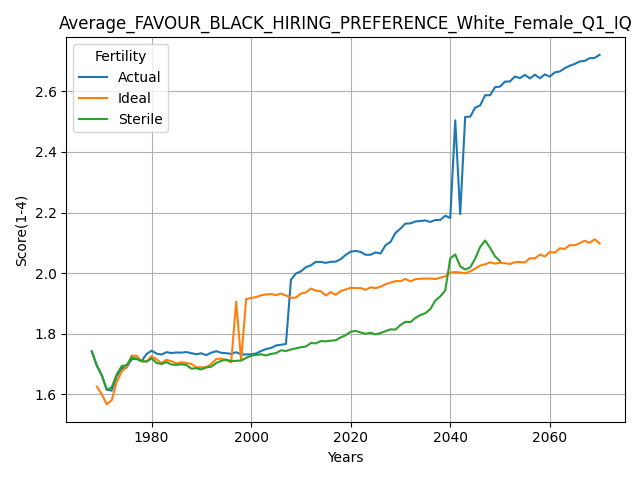 Average_FAVOUR_BLACK_HIRING_PREFERENCE_White_Female_Q1_IQ
Fertility
Actual
Ideal
Sterile
2.6
2.4
2.2
2.0
1.8
1.6
Score(1-4)
1980
2000
2020
2040
2060
Years